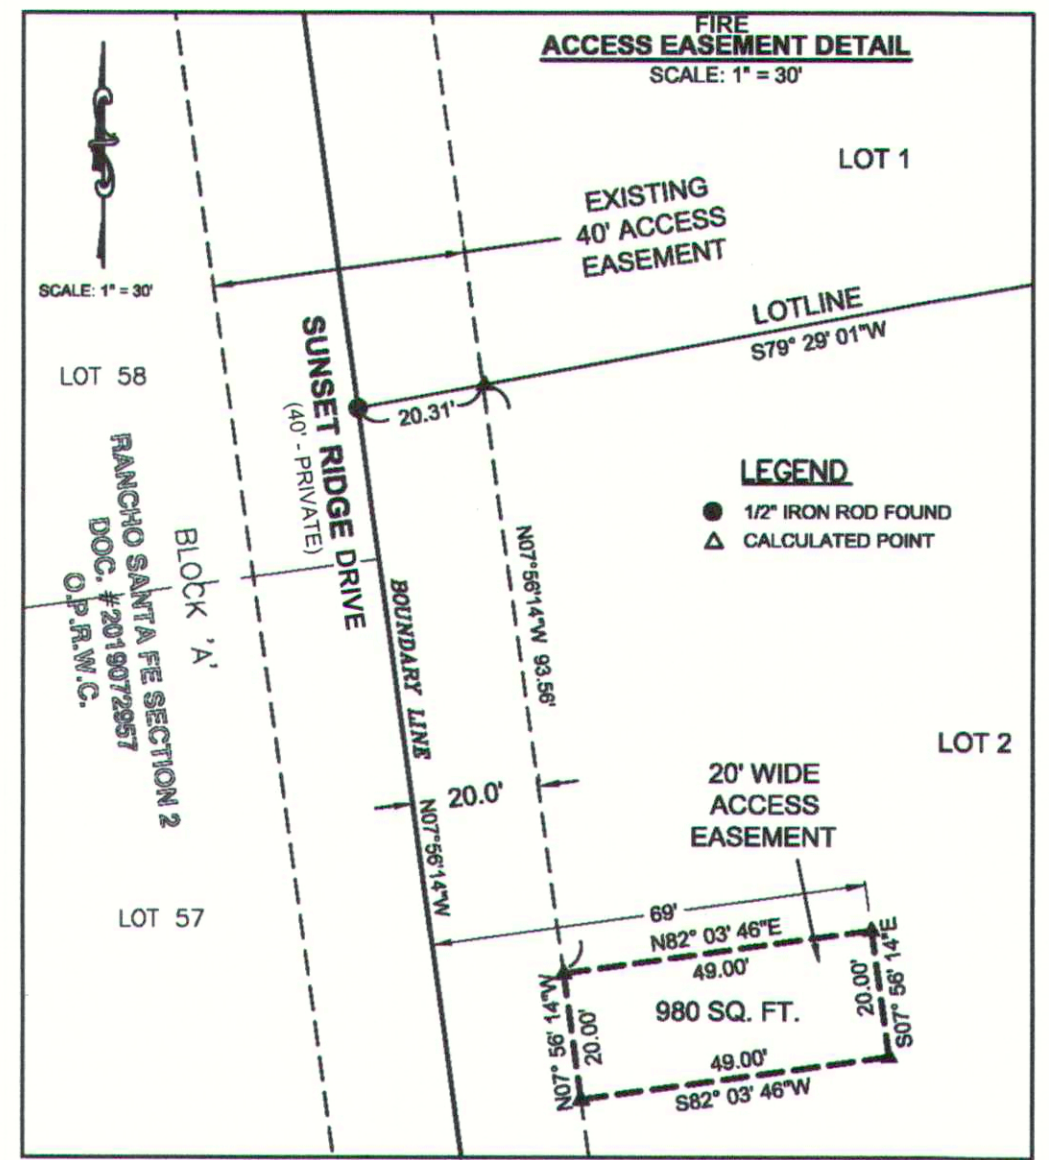 FIRE
ACCESS EASEMENT DETAIL
SCALE: 1" = 30'
LOT 1
EXISTING
40' ACCESS
EASEMENT
SCALE: 1" = 30'
LOTLINE
S79° 29' 01"W
LOT 58
20.31'
SUNSET RIDGE DRIVE
(40' - PRIVATE)
LEGEND
1/2" IRON ROD FOUND
CALCULATED POINT
RANCHO SANTA FE SECTION 2
DOC. #2019072957
O.P.R.W.C.
BLOCK 'A'
BOUNDARY LINE
N07°56'14"W 93.56'
LOT 2
20' WIDE
ACCESS
EASEMENT
20.0'
N07°56'14"W
LOT 57
69'
N82° 03' 46"E
49.00'
N07° 56' 14"W
20.00'
980 SQ. FT.
20.00'
S07° 56' 14"E
49.00'
S82° 03' 46"W